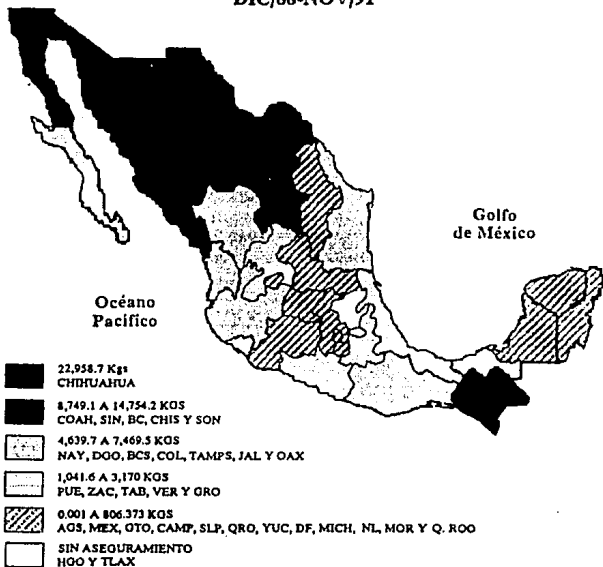 DIC/88-NOV/91
Golfo
de México
Océano
Pacífico
22,958.7 Kgs
CHIHUAHUA
8,749.1 A 14,754.2 KGS
COAH, SIN, BC, CHIS Y SON
4,639.7 A 7,469.5 KGS
NAY, DGO, BCS, COL, TAMPS, JAL Y OAX
1,041.6 A 3,170 KGS
PUE, ZAC, TAB, VER Y GRO
0.001 A 806.373 KGS
AGS, MEX, GTO, CAMP, SLP, QRO, YUC, DF, MICH, NL, MOR Y Q. ROO
SIN ASEGURAMIENTO
HGO Y TLAX